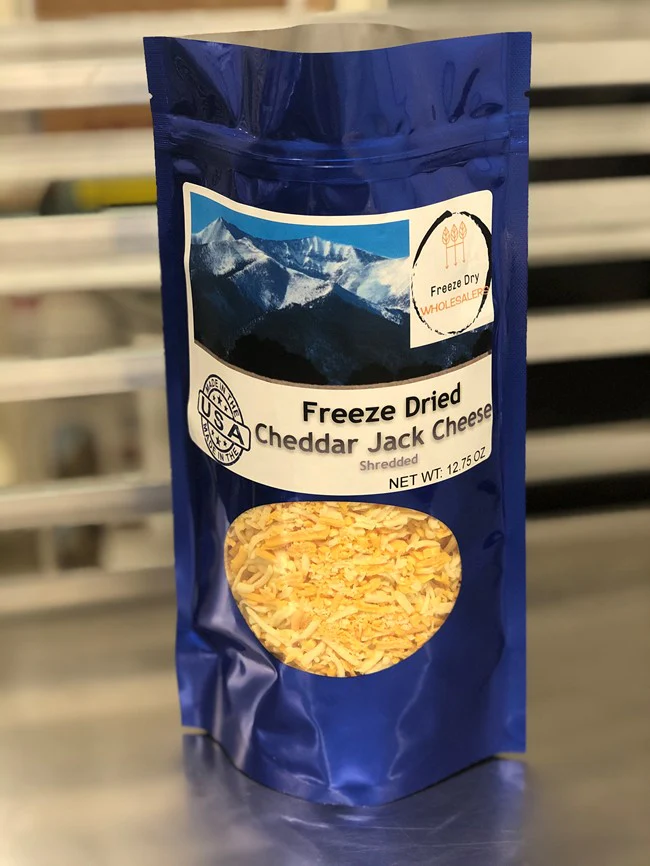 Freeze Dry
WHOLESALERS
MADE IN THE
USA
MADE IN THE
Freeze Dried
Cheddar Jack Cheese
Shredded
NET WT: 12.75 OZ